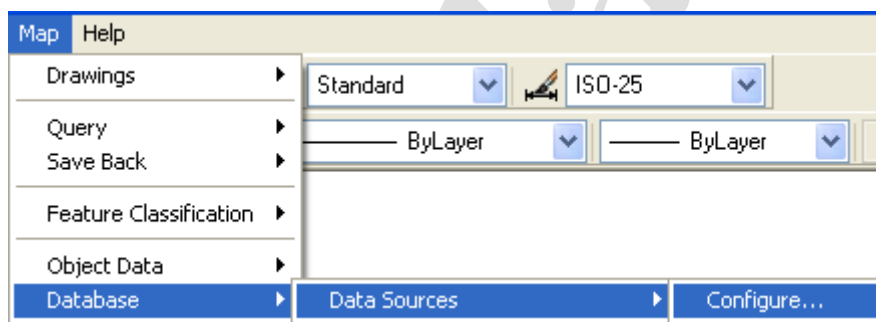 Map Help
Drawings Standard ISO-25
Query ByLayer ByLayer
Save Back
Feature Classification
Object Data
Database Data Sources Configure...